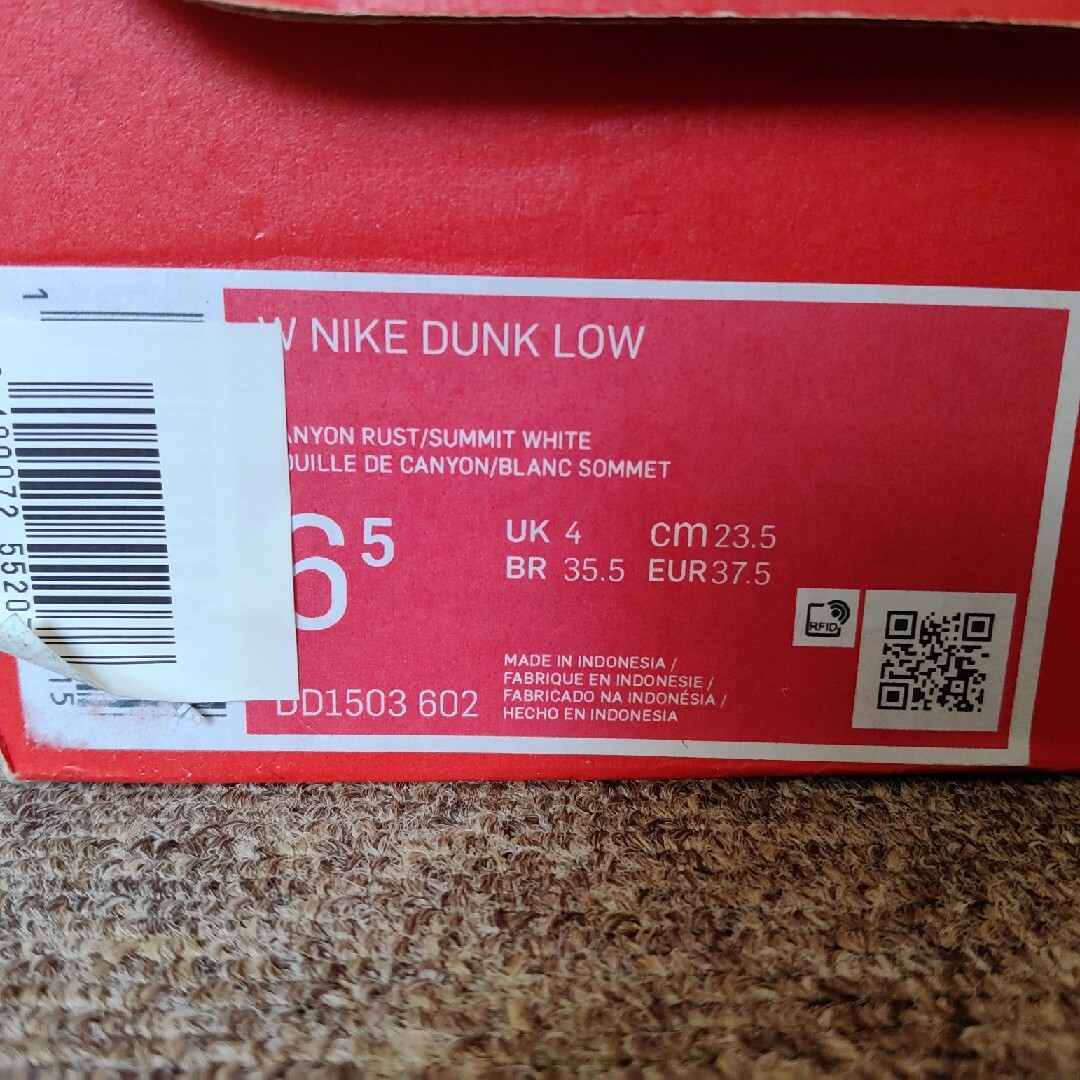 W NIKE DUNK LOW
ANYON RUST/SUMMIT WHITE
OUILLE DE CANYON/BLANC SOMMET
6 5
UK 4 cm 23.5
BR 35.5 EUR 37.5
RFID
MADE IN INDONESIA /
FABRIQUE EN INDONESIE /
FABRICADO NA INDONÉSIA /
HECHO EN INDONESIA
DD1503 602
1
15